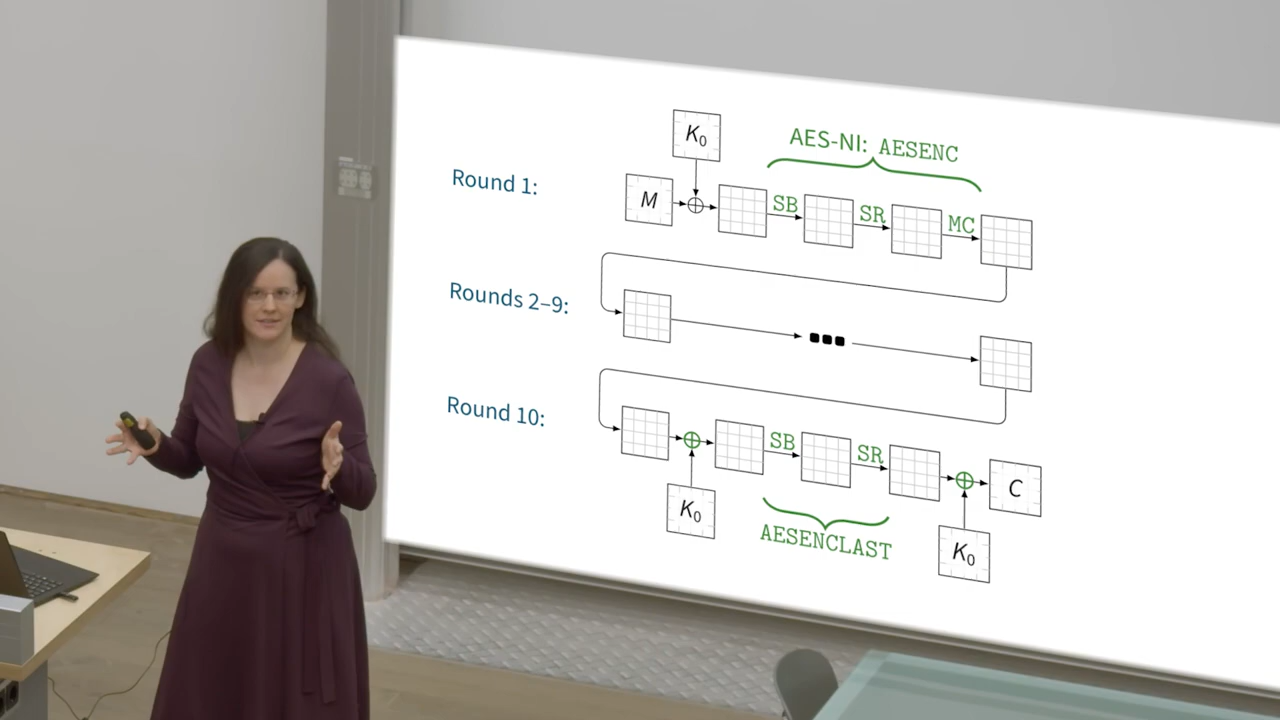 K₀
AES-NI: AESENC
Round 1:
M
SB
SR
MC
Rounds 2–9:
Round 10:
SB
SR
C
K₀
AESENCLAST
K₀